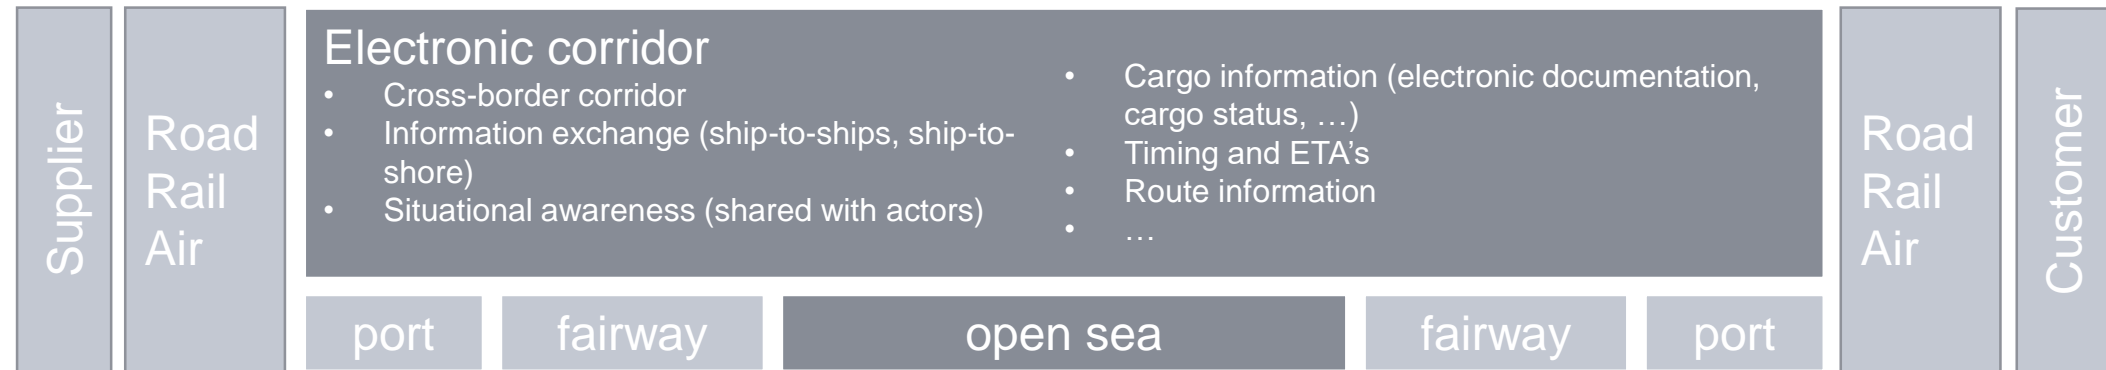 Supplier
Road
Rail
Air
Electronic corridor
• Cross-border corridor
• Information exchange (ship-to-ships, ship-to-
shore)
• Situational awareness (shared with actors)
• Cargo information (electronic documentation,
cargo status, …)
• Timing and ETA’s
• Route information
• …
port
fairway
open sea
fairway
port
Road
Rail
Air
Customer